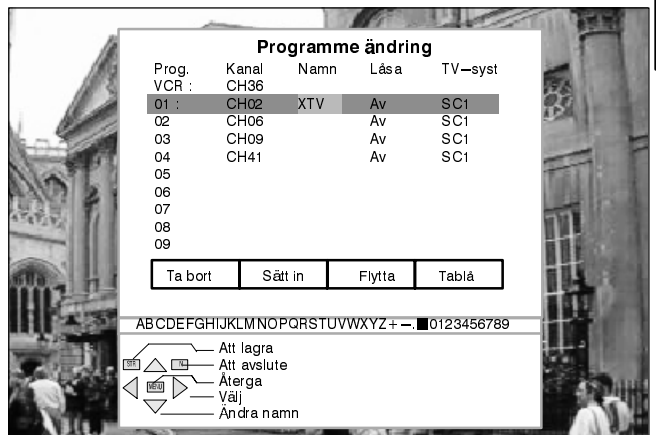 Programme ändring
Prog. Kanal Namn Låsa TV–syst
VCR : CH36
01 : CH02 XTV Av SC1
02 CH06 Av SC1
03 CH09 Av SC1
04 CH41 Av SC1
05
06
07
08
09
Ta bort Sätt in Flytta Tablå
ABCDEFGHIJKLMNOPQRSTUVWXYZ+–.■0123456789
Att lagra
STR N Att avslute
MENU Återga
Välj
Ändra namn